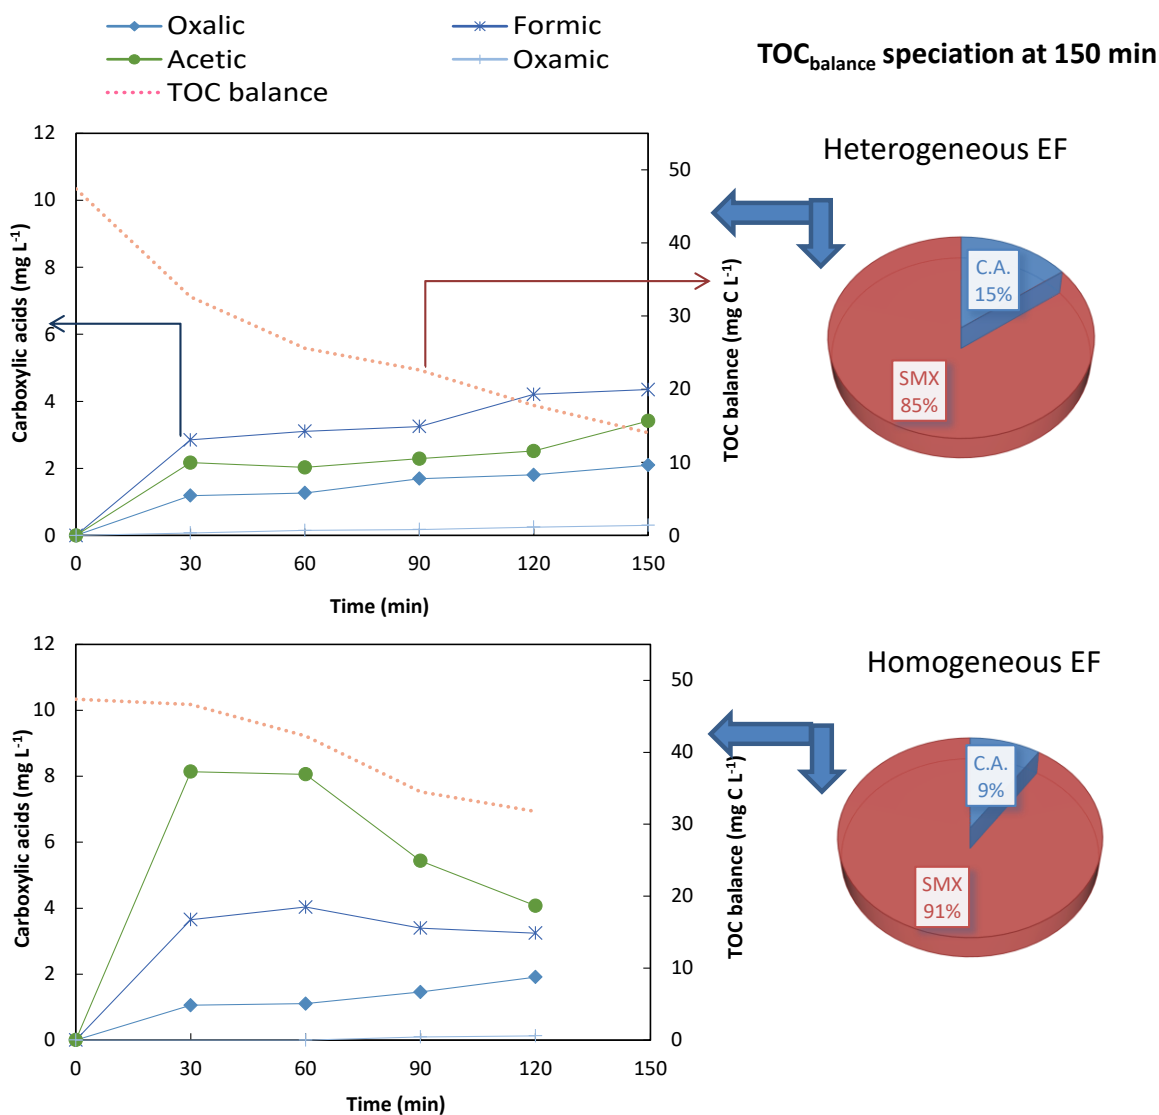 Oxalic
Formic
Acetic
Oxamic
TOC balance
TOCbalance speciation at 150 min
Heterogeneous EF
12
10
8
6
4
2
0
Carboxylic acids (mg L-1)
50
40
30
20
10
0
TOC balance (mg C L-1)
0 30 60 90 120 150
Time (min)
C.A.
15%
SMX
85%
Homogeneous EF
12
10
8
6
4
2
0
Carboxylic acids (mg L-1)
50
40
30
20
10
0
TOC balance (mg C L-1)
0 30 60 90 120 150
Time (min)
C.A.
9%
SMX
91%